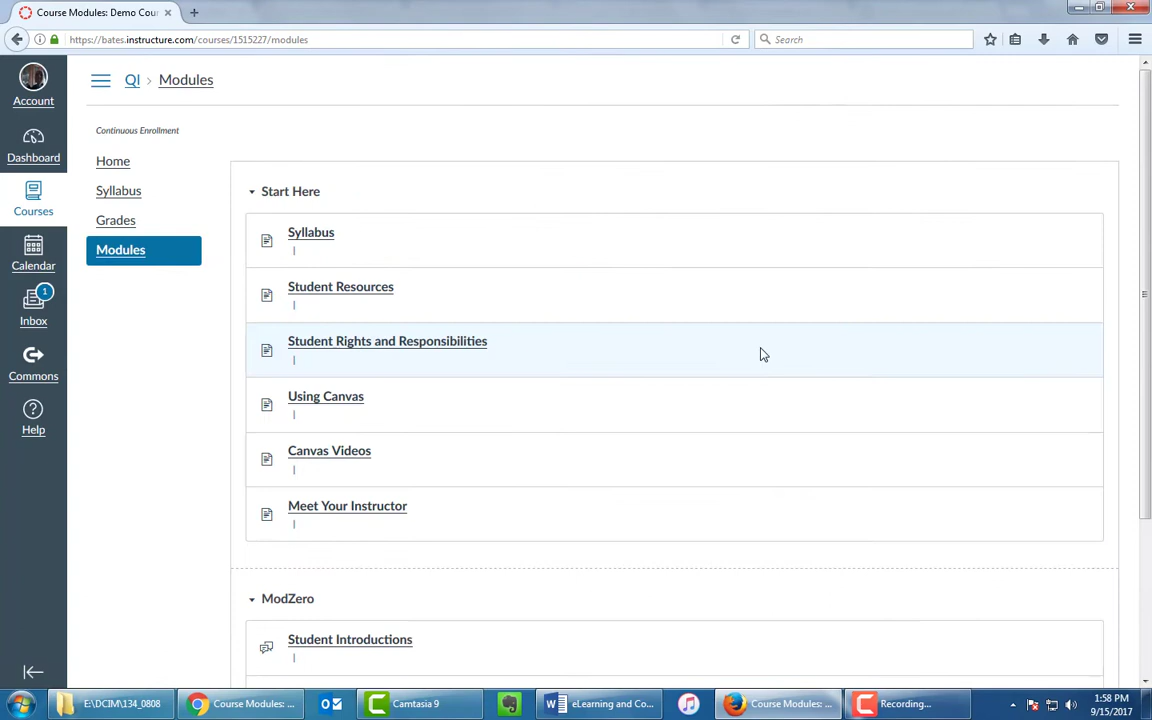 Course Modules: Demo Cour
https://bates.instructure.com/courses/1515227/modules
Search
Account
Dashboard
Courses
Calendar
1
Inbox
Commons
Help
QI > Modules
Continuous Enrollment
Home
Syllabus
Grades
Modules
Start Here
Syllabus
Student Resources
Student Rights and Responsibilities
Using Canvas
Canvas Videos
Meet Your Instructor
ModZero
Student Introductions
E:\DCIM\134_0808
Course Modules: ...
Camtasia 9
eLearning and Co...
Course Modules: ...
Recording...
1:58 PM
9/15/2017